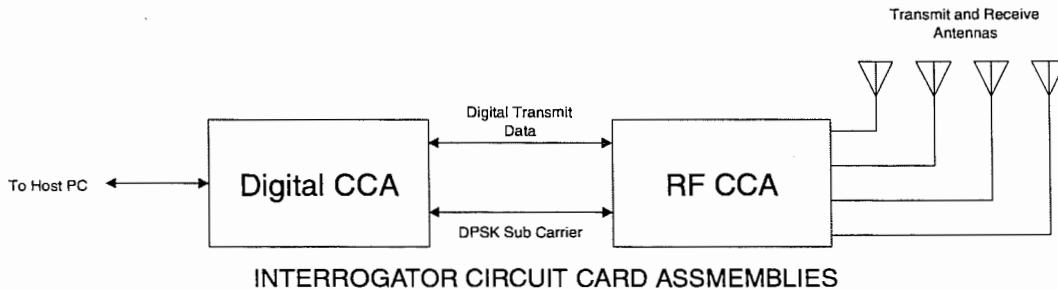 Transmit and Receive
Antennas
Digital Transmit
Data
To Host PC
Digital CCA
RF CCA
DPSK Sub Carrier
INTERROGATOR CIRCUIT CARD ASSMEMBLIES